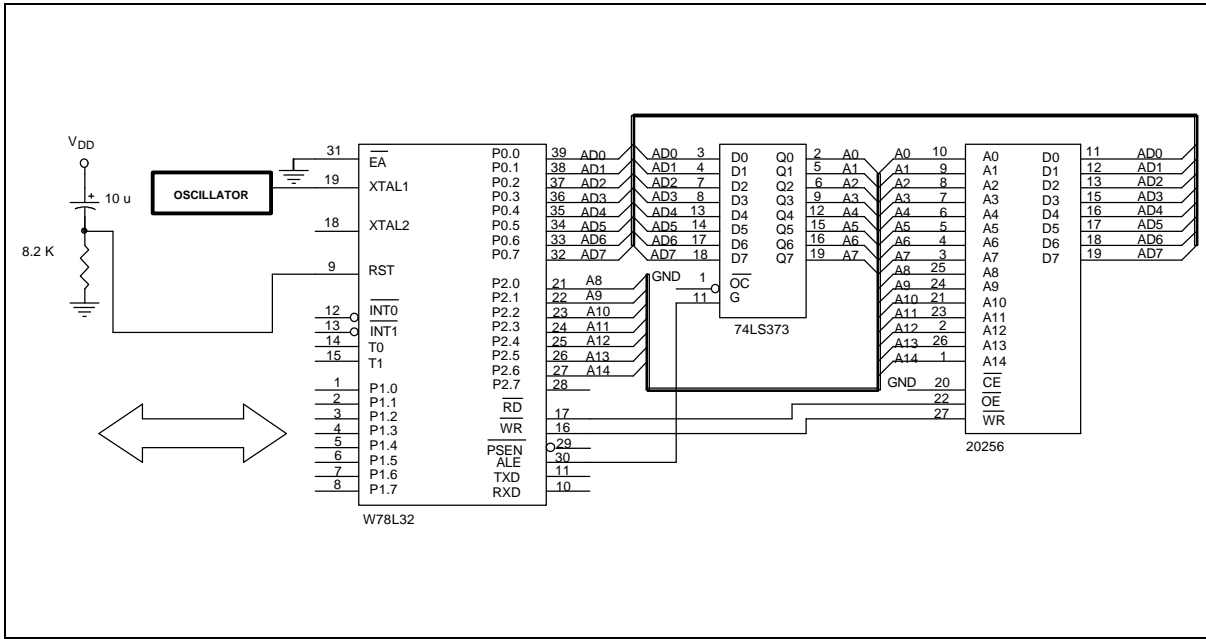 VDD
10 u
8.2 K
OSCILLATOR
31 EA
19 XTAL1
18 XTAL2
9 RST
12 INT0
13 INT1
14 T0
15 T1
1 P1.0
2 P1.1
3 P1.2
4 P1.3
5 P1.4
6 P1.5
7 P1.6
8 P1.7
P0.0 39 AD0
P0.1 38 AD1
P0.2 37 AD2
P0.3 36 AD3
P0.4 35 AD4
P0.5 34 AD5
P0.6 33 AD6
P0.7 32 AD7
P2.0 21 A8
P2.1 22 A9
P2.2 23 A10
P2.3 24 A11
P2.4 25 A12
P2.5 26 A13
P2.6 27 A14
P2.7 28
RD 17
WR 16
PSEN 29
ALE 30
TXD 11
RXD 10
W78L32
AD0 3 D0 Q0 2 A0
AD1 4 D1 Q1 5 A1
AD2 7 D2 Q2 6 A2
AD3 8 D3 Q3 9 A3
AD4 13 D4 Q4 12 A4
AD5 14 D5 Q5 15 A5
AD6 17 D6 Q6 16 A6
AD7 18 D7 Q7 19 A7
GND 1 OC
11 G
74LS373
A0 10 A0 D0 11 AD0
A1 9 A1 D1 12 AD1
A2 8 A2 D2 13 AD2
A3 7 A3 D3 15 AD3
A4 6 A4 D4 16 AD4
A5 5 A5 D5 17 AD5
A6 4 A6 D6 18 AD6
A7 3 A7 D7 19 AD7
A8 25 A8
A9 24 A9
A10 21 A10
A11 23 A11
A12 2 A12
A13 26 A13
A14 1 A14
GND 20 CE
22 OE
27 WR
20256